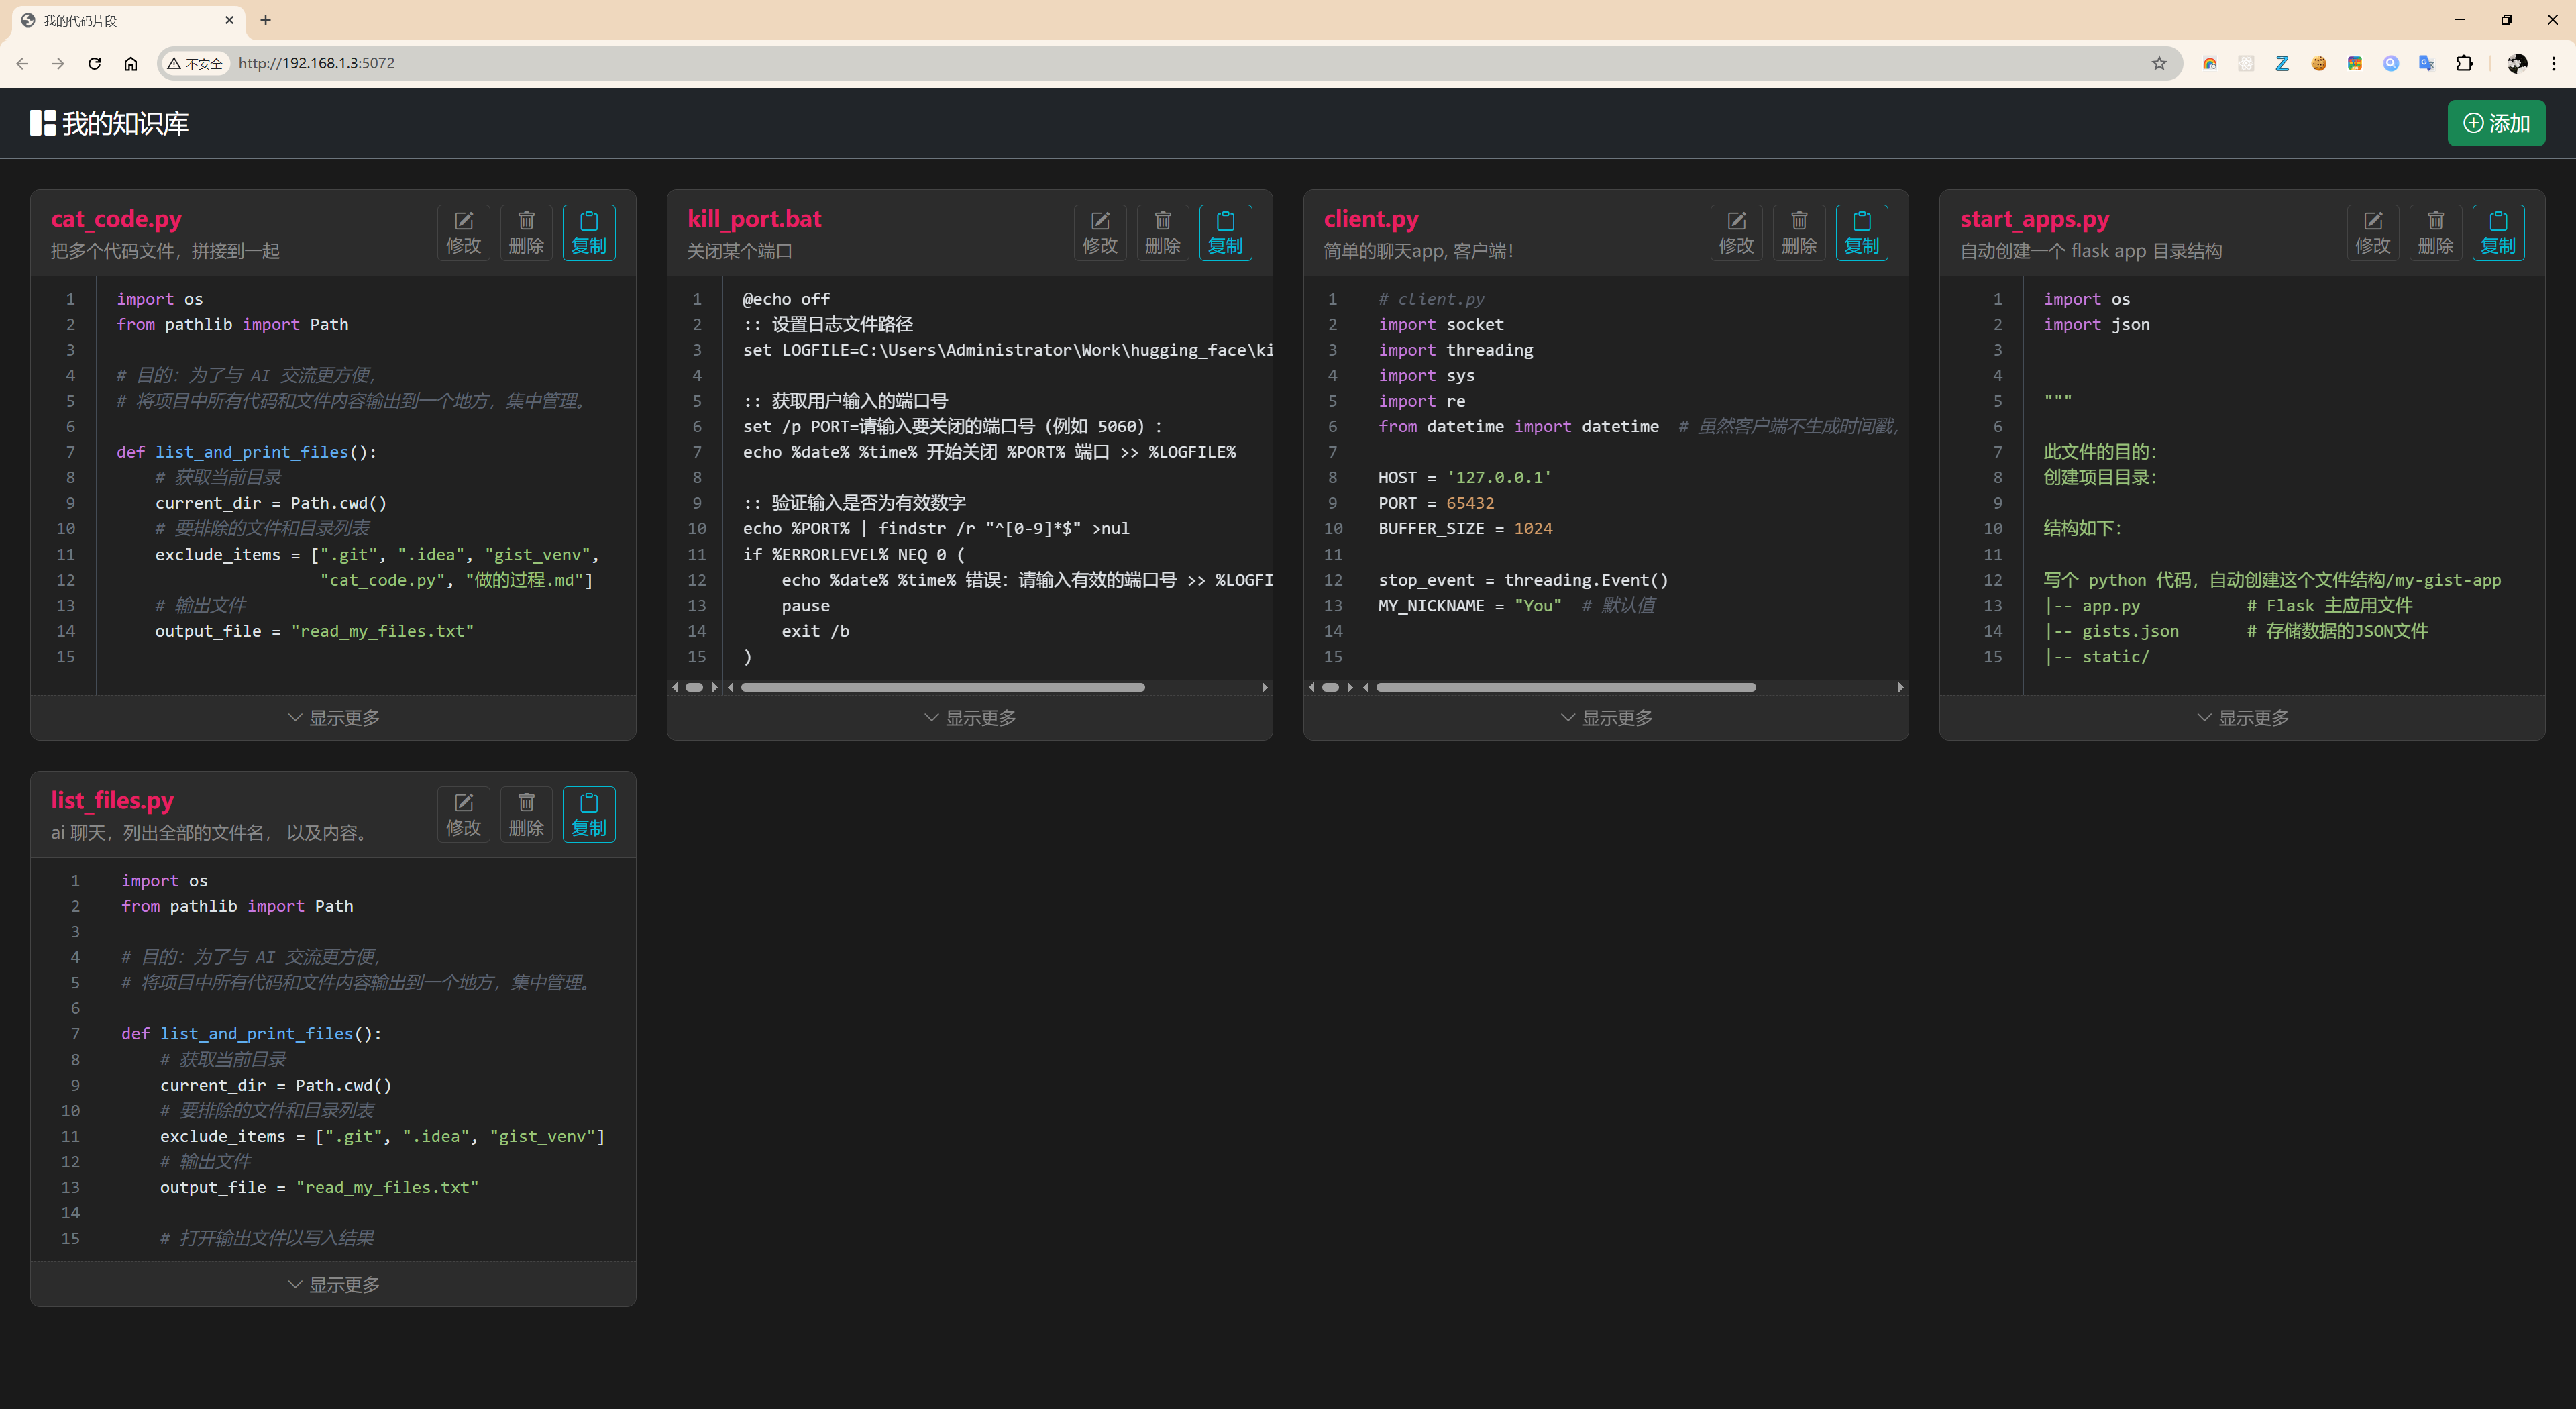 我的代码片段
不安全 http://192.168.1.3:5072
我的知识库
添加
cat_code.py
把多个代码文件，拼接到一起
修改 删除 复制
1 import os
2 from pathlib import Path
3
4 # 目的：为了与 AI 交流更方便，
5 # 将项目中所有代码和文件内容输出到一个地方，集中管理。
6
7 def list_and_print_files():
8 # 获取当前目录
9 current_dir = Path.cwd()
10 # 要排除的文件和目录列表
11 exclude_items = [".git", ".idea", "gist_venv",
12 "cat_code.py", "做的过程.md"]
13 # 输出文件
14 output_file = "read_my_files.txt"
15
显示更多
kill_port.bat
关闭某个端口
修改 删除 复制
1 @echo off
2 :: 设置日志文件路径
3 set LOGFILE=C:\Users\Administrator\Work\hugging_face\ki
4
5 :: 获取用户输入的端口号
6 set /p PORT=请输入要关闭的端口号（例如 5060）:
7 echo %date% %time% 开始关闭 %PORT% 端口 >> %LOGFILE%
8
9 :: 验证输入是否为有效数字
10 echo %PORT% | findstr /r "^[0-9]*$" >nul
11 if %ERRORLEVEL% NEQ 0 (
12 echo %date% %time% 错误：请输入有效的端口号 >> %LOGFI
13 pause
14 exit /b
15 )
显示更多
client.py
简单的聊天app, 客户端！
修改 删除 复制
1 # client.py
2 import socket
3 import threading
4 import sys
5 import re
6 from datetime import datetime # 虽然客户端不生成时间戳，
7
8 HOST = '127.0.0.1'
9 PORT = 65432
10 BUFFER_SIZE = 1024
11
12 stop_event = threading.Event()
13 MY_NICKNAME = "You" # 默认值
14
15
显示更多
start_apps.py
自动创建一个 flask app 目录结构
修改 删除 复制
1 import os
2 import json
3
4
5 """
6
7 此文件的目的：
8 创建项目目录：
9
10 结构如下：
11
12 写个 python 代码，自动创建这个文件结构/my-gist-app
13 |-- app.py # Flask 主应用文件
14 |-- gists.json # 存储数据的JSON文件
15 |-- static/
显示更多
list_files.py
ai 聊天，列出全部的文件名， 以及内容。
修改 删除 复制
1 import os
2 from pathlib import Path
3
4 # 目的：为了与 AI 交流更方便，
5 # 将项目中所有代码和文件内容输出到一个地方，集中管理。
6
7 def list_and_print_files():
8 # 获取当前目录
9 current_dir = Path.cwd()
10 # 要排除的文件和目录列表
11 exclude_items = [".git", ".idea", "gist_venv"]
12 # 输出文件
13 output_file = "read_my_files.txt"
14
15 # 打开输出文件以写入结果
显示更多